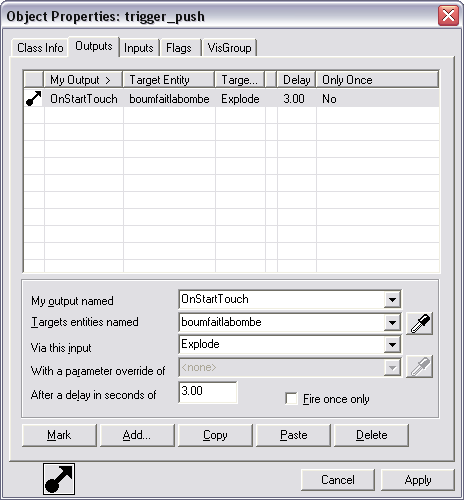 Object Properties: trigger_push
Class Info Outputs Inputs Flags VisGroup
My Output > Target Entity Targe... Delay Only Once
OnStartTouch boumfaitlabombe Explode 3.00 No
My output named OnStartTouch
Targets entities named boumfaitlabombe
Via this input Explode
With a parameter override of <none>
After a delay in seconds of 3.00 Fire once only
Mark Add... Copy Paste Delete
Cancel Apply